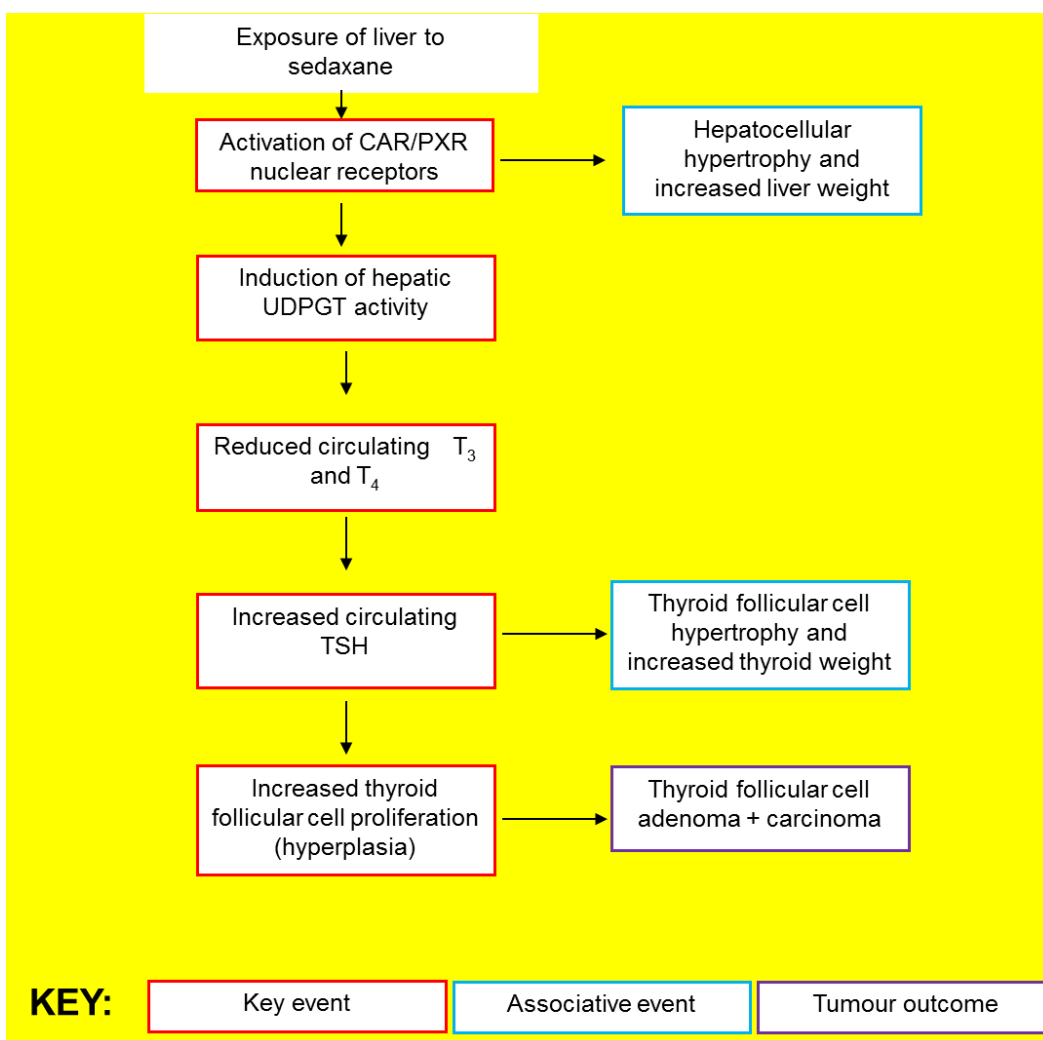 Exposure of liver to
sedaxane
Activation of CAR/PXR
nuclear receptors
Hepatocellular
hypertrophy and
increased liver weight
Induction of hepatic
UDPGT activity
Reduced circulating T₃
and T₄
Increased circulating
TSH
Thyroid follicular cell
hypertrophy and
increased thyroid weight
Increased thyroid
follicular cell proliferation
(hyperplasia)
Thyroid follicular cell
adenoma + carcinoma
KEY:
Key event
Associative event
Tumour outcome